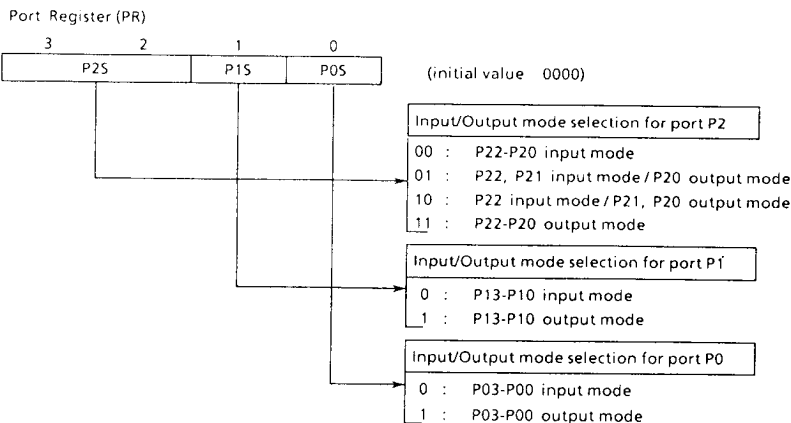 Port Register (PR)
3 2 1 0
P2S P1S P0S
(initial value 0000)
Input/Output mode selection for port P2
00 : P22-P20 input mode
01 : P22, P21 input mode / P20 output mode
10 : P22 input mode / P21, P20 output mode
11 : P22-P20 output mode
Input/Output mode selection for port P1
0 : P13-P10 input mode
1 : P13-P10 output mode
Input/Output mode selection for port P0
0 : P03-P00 input mode
1 : P03-P00 output mode